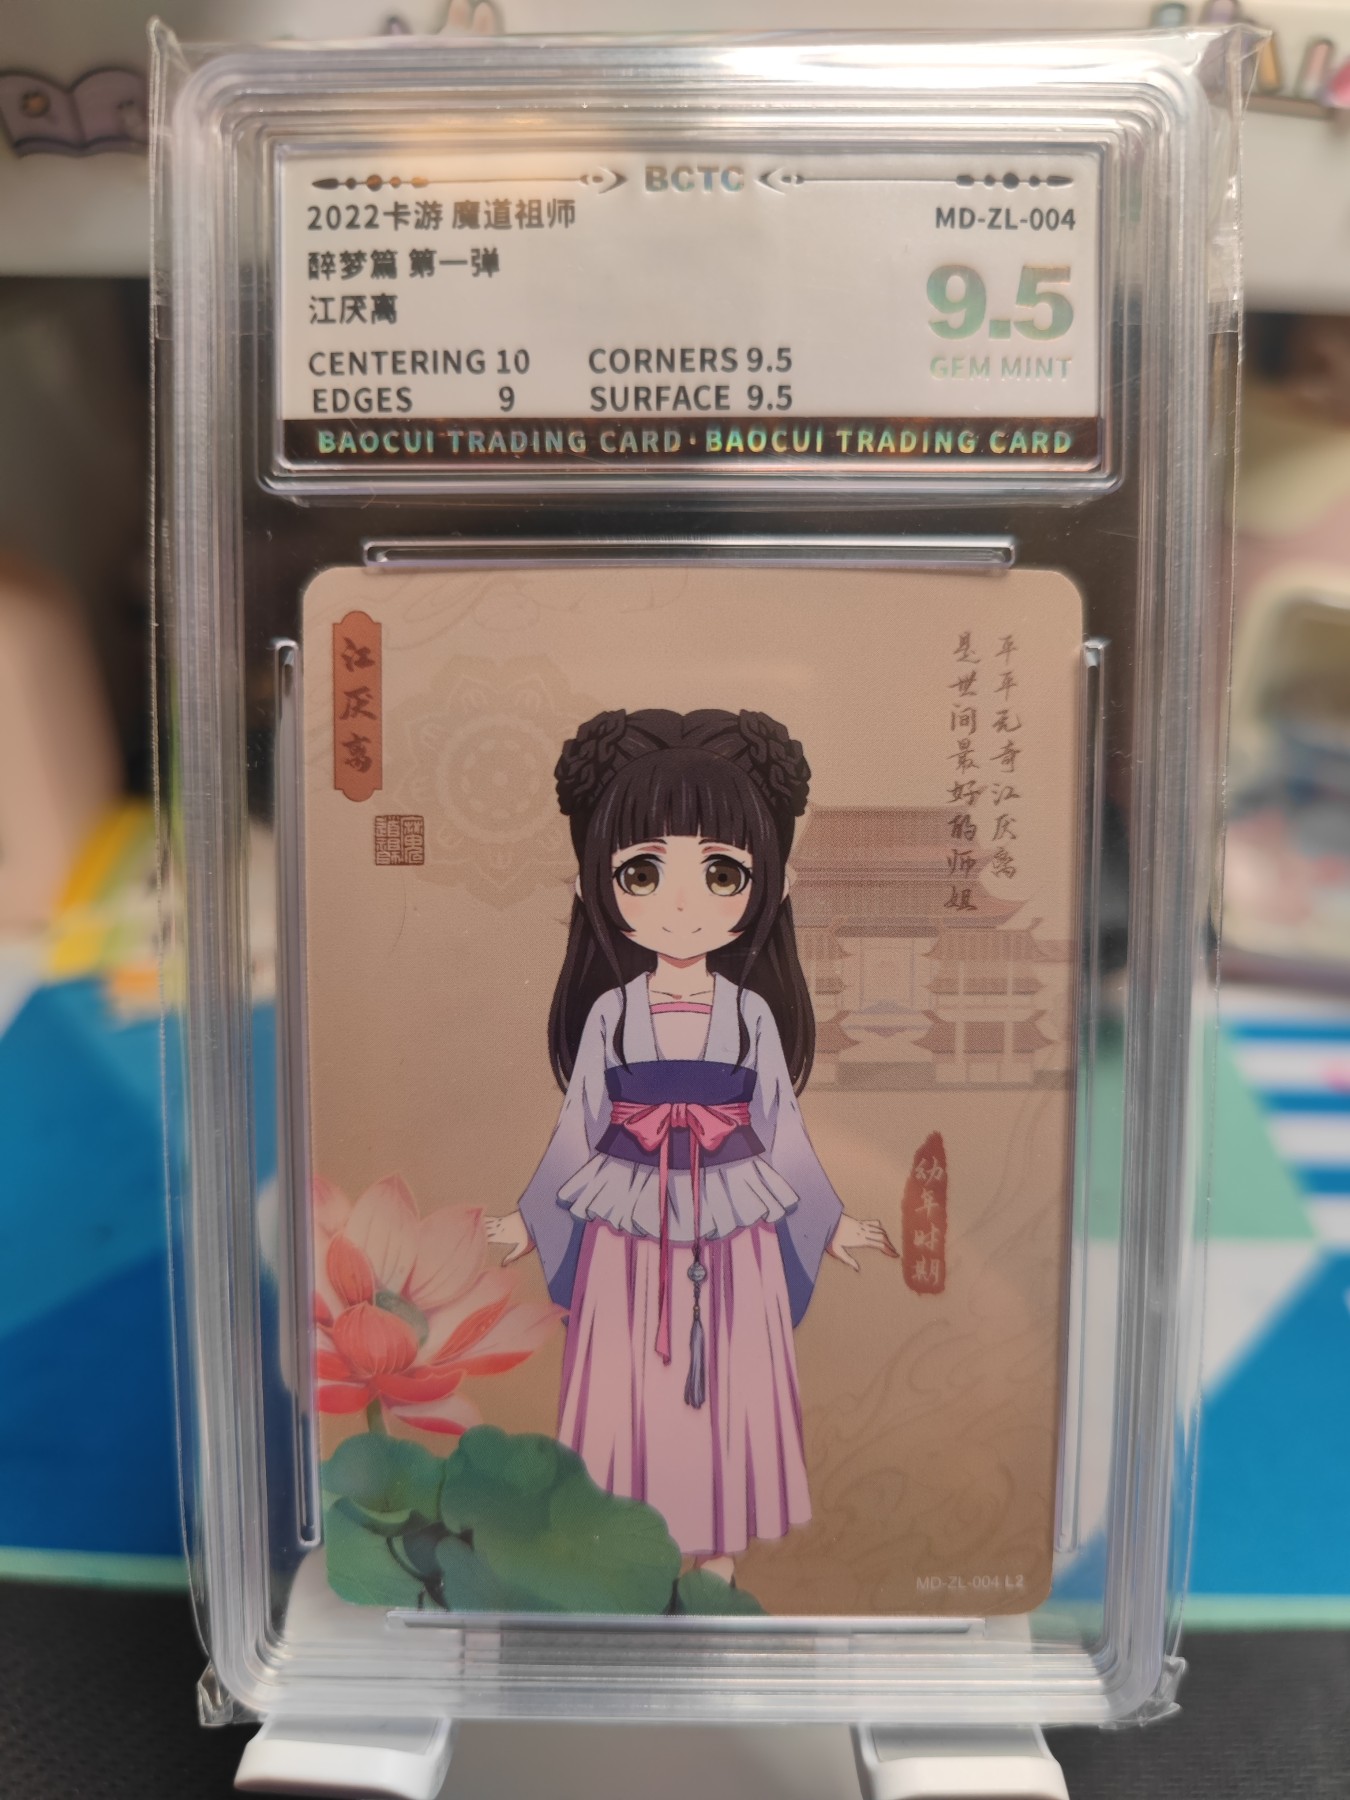 BCTC
2022卡游 魔道祖师
MD-ZL-004
醉梦篇 第一弹
江厌离
9.5
GEM MINT
CENTERING 10
CORNERS 9.5
EDGES 9
SURFACE 9.5
BAOCUI TRADING CARD·BAOCUI TRADING CARD
江厌离
平平无奇江厌离
是世间最好的师姐
幼年时期
MD-ZL-004 L2